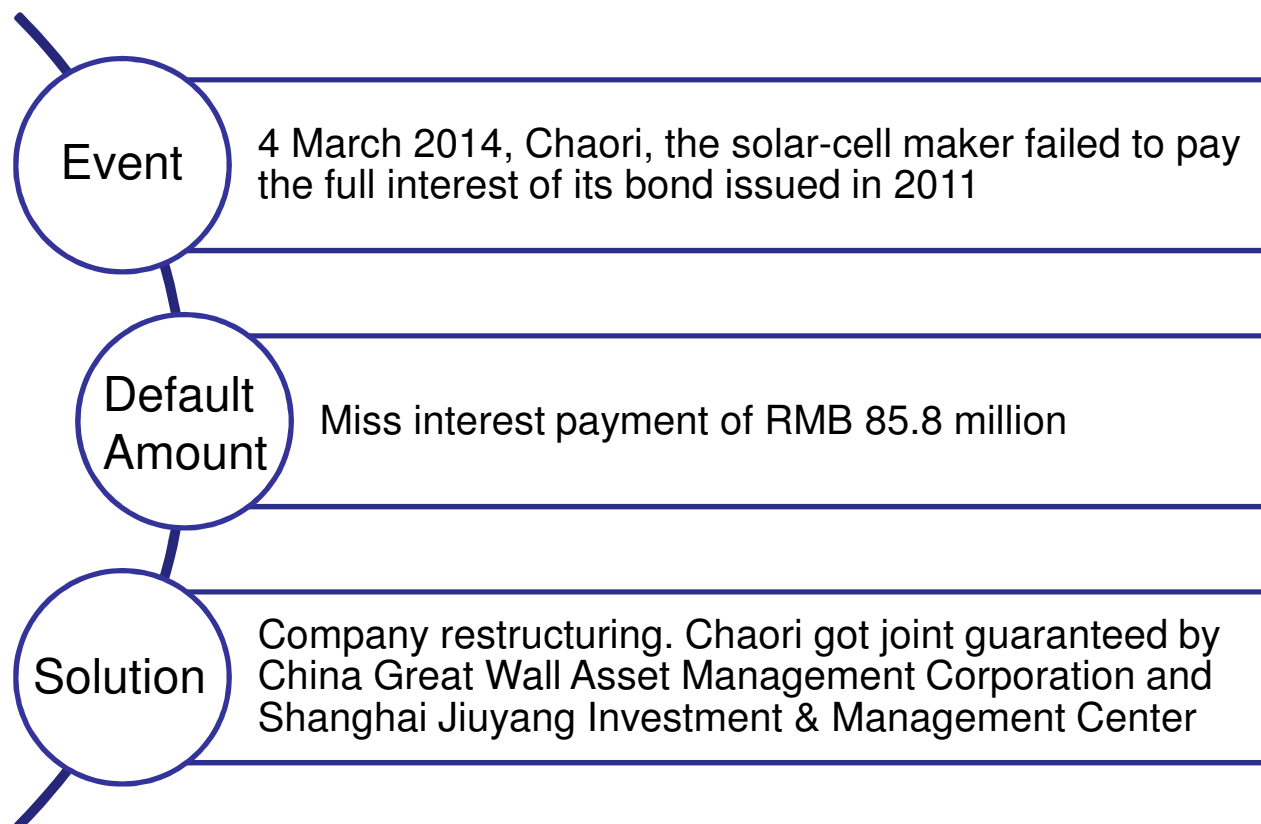 Event
4 March 2014, Chaori, the solar-cell maker failed to pay
the full interest of its bond issued in 2011
Default
Amount
Miss interest payment of RMB 85.8 million
Solution
Company restructuring. Chaori got joint guaranteed by
China Great Wall Asset Management Corporation and
Shanghai Jiuyang Investment & Management Center